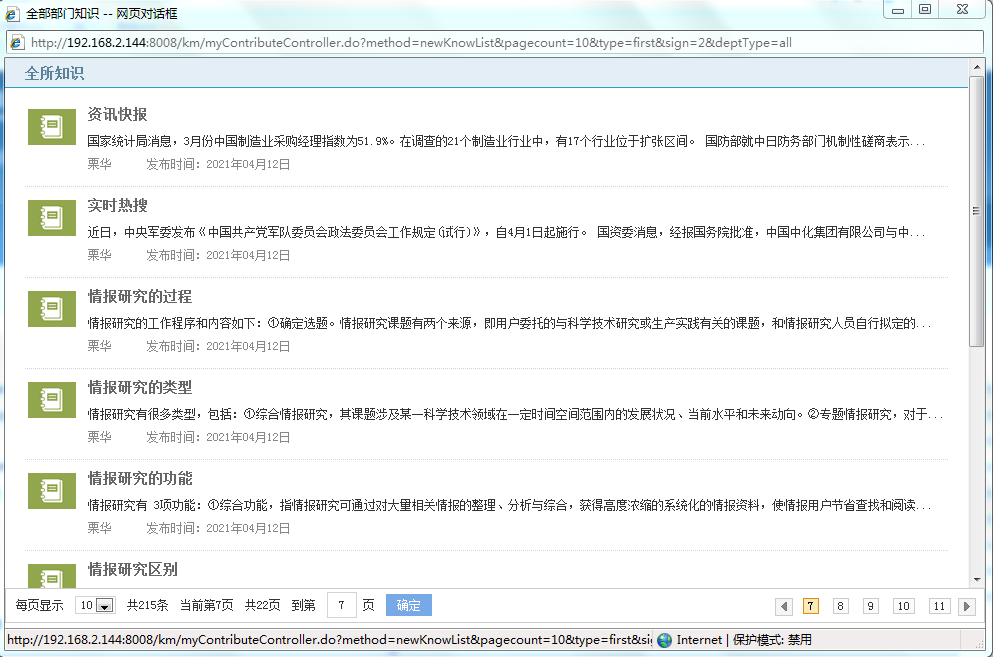 全部部门知识 -- 网页对话框
http://192.168.2.144:8008/km/myContributeController.do?method=newKnowList&pagecount=10&type=first&sign=2&deptType=all
全所知识
资讯快报
国家统计局消息，3月份中国制造业采购经理指数为51.9%。在调查的21个制造业行业中，有17个行业位于扩张区间。 国防部就中日防务部门机制性磋商表示...
栗华 发布时间：2021年04月12日
实时热搜
近日，中央军委发布《中国共产党军队委员会政法委员会工作规定(试行)》，自4月1日起施行。 国资委消息，经报国务院批准，中国中化集团有限公司与中...
栗华 发布时间：2021年04月12日
情报研究的过程
情报研究的工作程序和内容如下：①确定选题。情报研究课题有两个来源，即用户委托的与科学技术研究或生产实践有关的课题，和情报研究人员自行拟定的...
栗华 发布时间：2021年04月12日
情报研究的类型
情报研究有很多类型，包括：①综合情报研究，其课题涉及某一科学技术领域在一定时间空间范围内的发展状况、当前水平和未来动向。②专题情报研究，对于...
栗华 发布时间：2021年04月12日
情报研究的功能
情报研究有 3项功能：①综合功能，指情报研究可通过对大量相关情报的整理、分析与综合，获得高度浓缩的系统化的情报资料，使情报用户节省查找和阅读...
栗华 发布时间：2021年04月12日
情报研究区别
每页显示 10 共215条 当前第7页 共22页 到第 7 页 确定 7 8 9 10 11
http://192.168.2.144:8008/km/myContributeController.do?method=newKnowList&pagecount=10&type=first&si Internet | 保护模式: 禁用